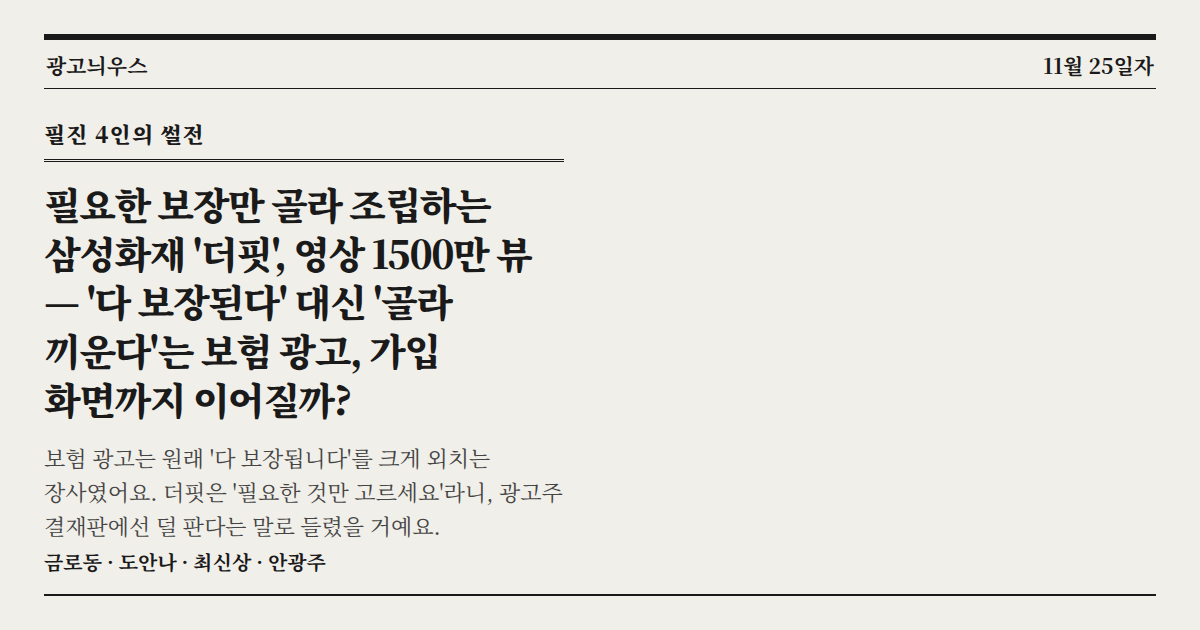 광고늬우스
11월 25일자
필진 4인의 썰전
필요한 보장만 골라 조립하는
삼성화재 '더핏', 영상 1500만 뷰
— '다 보장된다' 대신 '골라
끼운다'는 보험 광고, 가입
화면까지 이어질까?
보험 광고는 원래 '다 보장됩니다'를 크게 외치는
장사였어요. 더핏은 '필요한 것만 고르세요'라니, 광고주
결재판에선 덜 판다는 말로 들렸을 거예요.
금로동 · 도안나 · 최신상 · 안광주